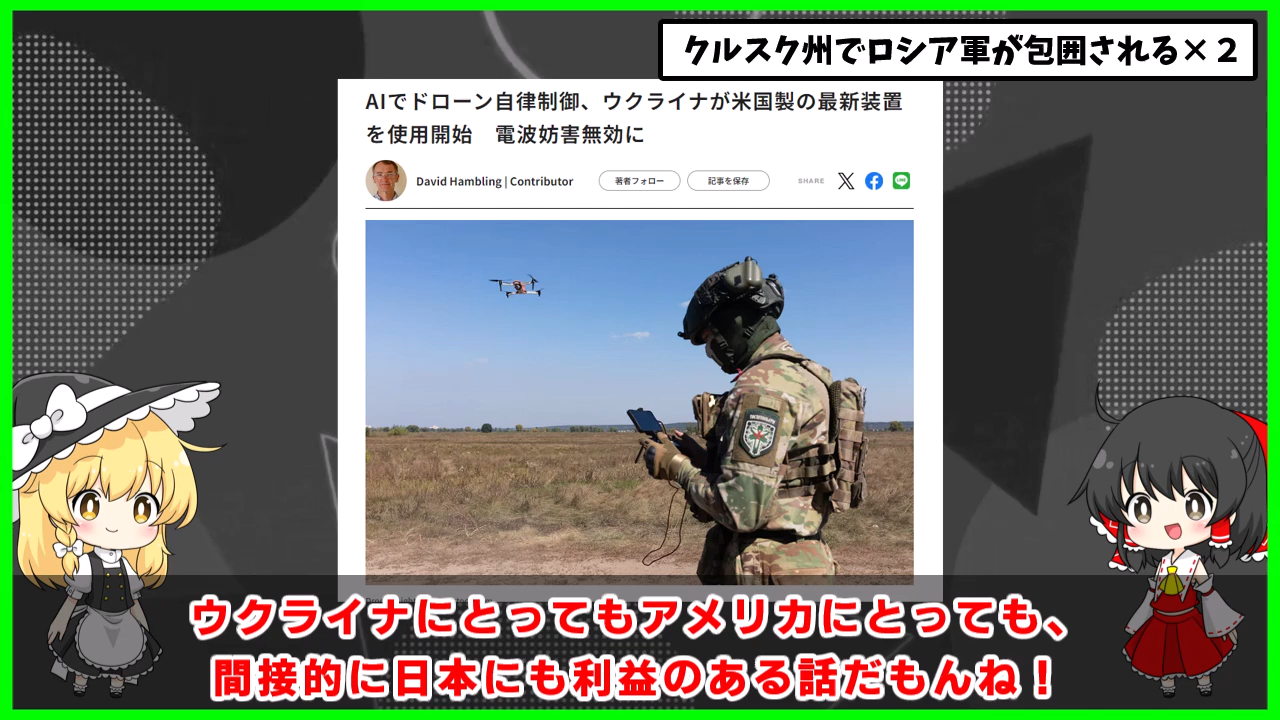 クルスク州でロシア軍が包囲される×２
AIでドローン自律制御、ウクライナが米国製の最新装置
を使用開始　電波妨害無効に
David Hambling | Contributor
著者フォロー
記事を保存
SHARE
ウクライナにとってもアメリカにとっても、
間接的に日本にも利益のある話だもんね！